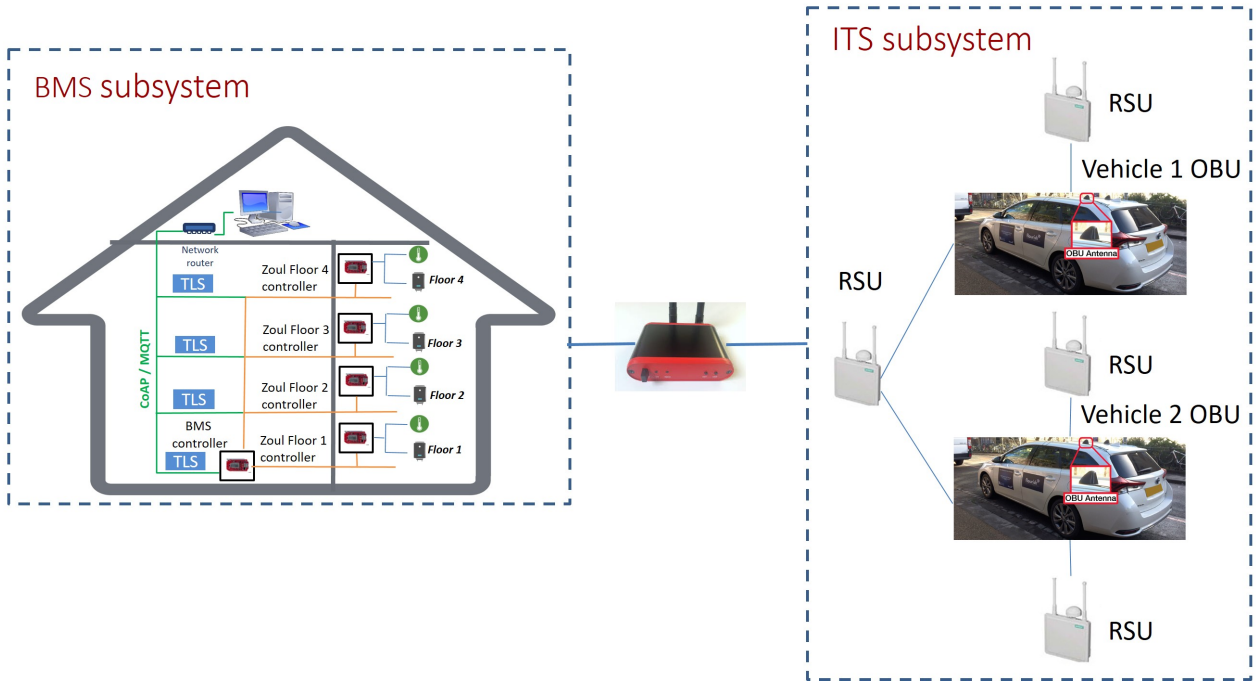 BMS subsystem
Network
router
TLS
Zoul Floor 4
controller
Floor 4
TLS
Zoul Floor 3
controller
Floor 3
CoAP / MQTT
TLS
Zoul Floor 2
controller
Floor 2
BMS
controller
TLS
Zoul Floor 1
controller
Floor 1
ITS subsystem
RSU
Vehicle 1 OBU
OBU Antenna
RSU
RSU
Vehicle 2 OBU
OBU Antenna
RSU